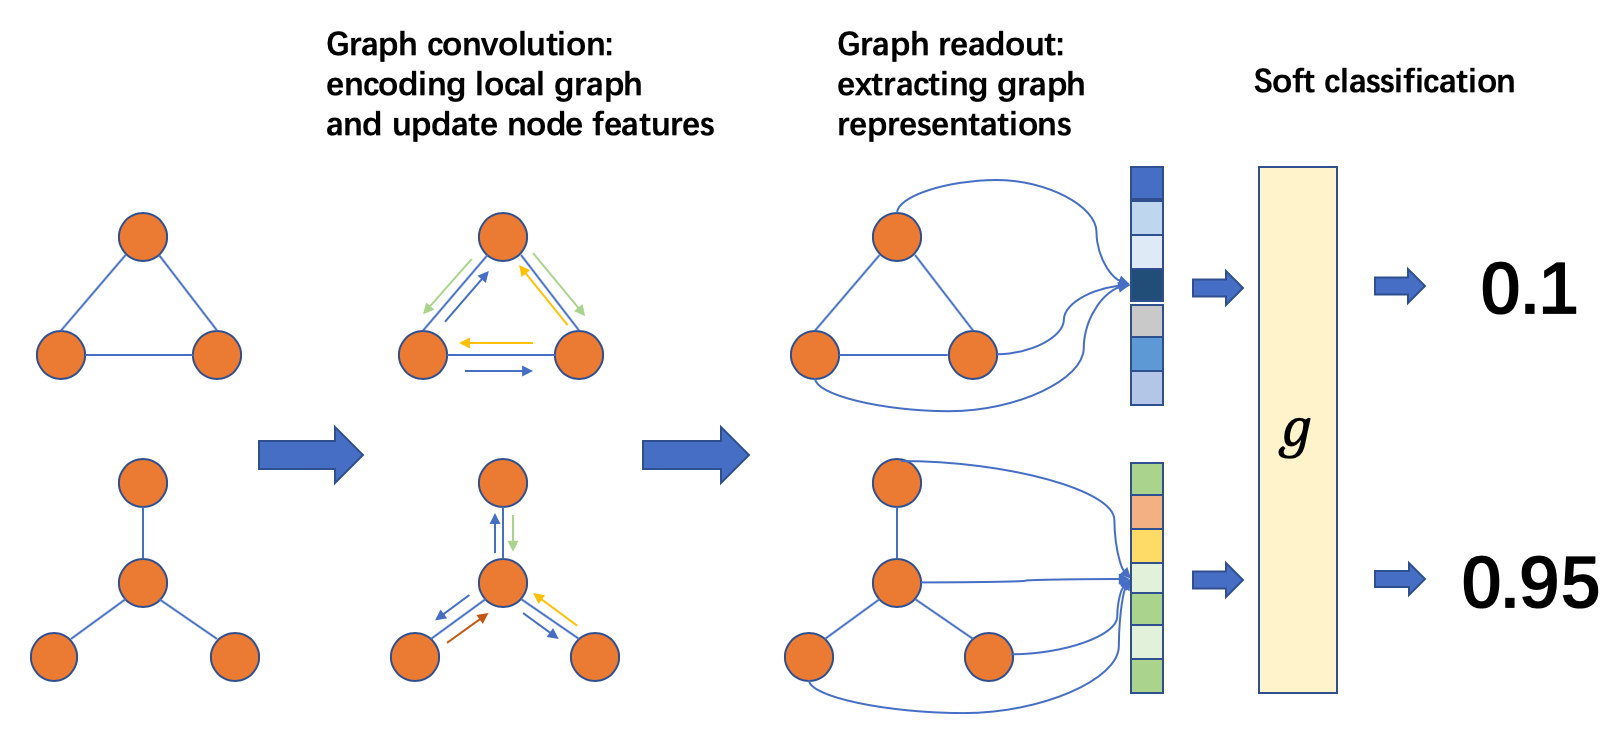 Graph convolution:
encoding local graph
and update node features
Graph readout:
extracting graph
representations
Soft classification
0.1
g
0.95